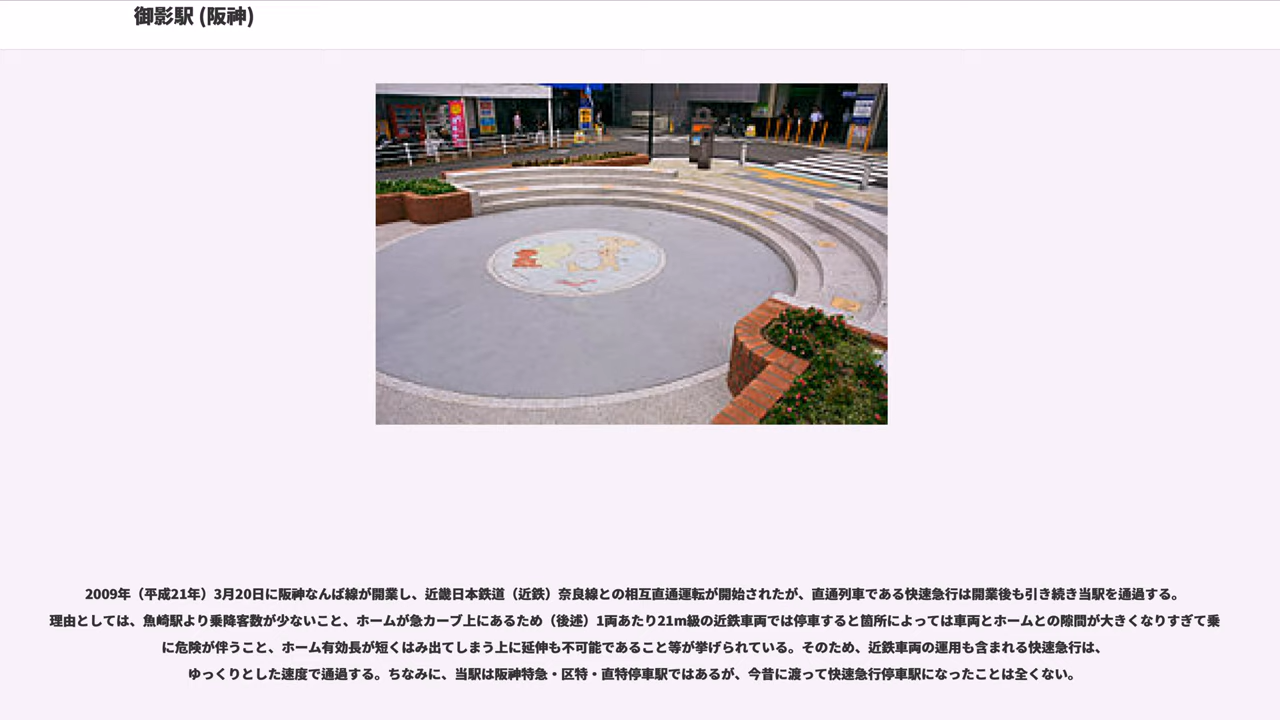 御影駅 (阪神)
2009年（平成21年）3月20日に阪神なんば線が開業し、近畿日本鉄道（近鉄）奈良線との相互直通運転が開始されたが、直通列車である快速急行は開業後も引き続き当駅を通過する。
理由としては、魚崎駅より乗降客数が少ないこと、ホームが急カーブ上にあるため（後述）1両あたり21m級の近鉄車両では停車すると箇所によっては車両とホームとの隙間が大きくなりすぎて乗
に危険が伴うこと、ホーム有効長が短くはみ出てしまう上に延伸も不可能であること等が挙げられている。そのため、近鉄車両の運用も含まれる快速急行は、
ゆっくりとした速度で通過する。ちなみに、当駅は阪神特急・区特・直特停車駅ではあるが、今昔に渡って快速急行停車駅になったことは全くない。